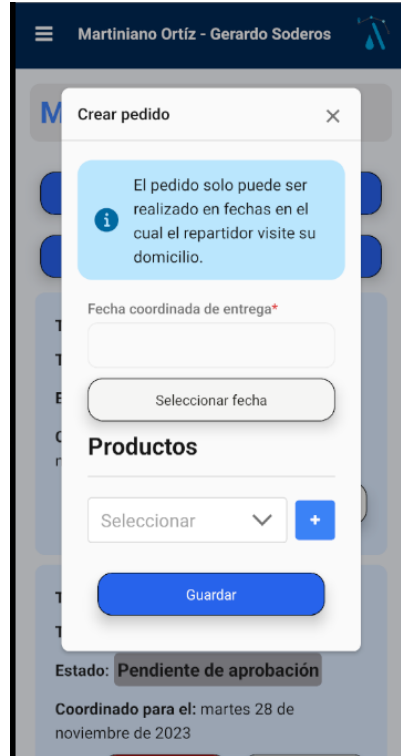 Martiniano Ortíz - Gerardo Soderos
M
Crear pedido
El pedido solo puede ser
realizado en fechas en el
cual el repartidor visite su
domicilio.
Fecha coordinada de entrega*
Seleccionar fecha
Productos
Seleccionar
+
Guardar
T
T
E
C
n
T
T
Estado: Pendiente de aprobación
Coordinado para el: martes 28 de
noviembre de 2023